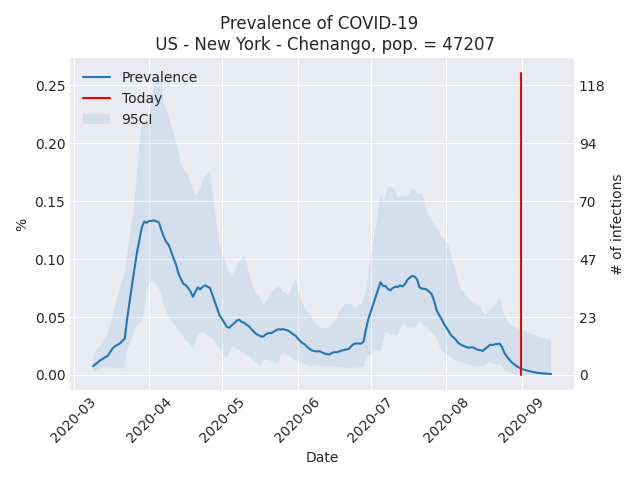 Prevalence of COVID-19
US - New York - Chenango, pop. = 47207
Prevalence
Today
95CI
0.25
0.20
0.15
0.10
0.05
0.00
%
118
94
70
47
23
0
# of infections
2020-03
2020-04
2020-05
2020-06
2020-07
2020-08
2020-09
Date